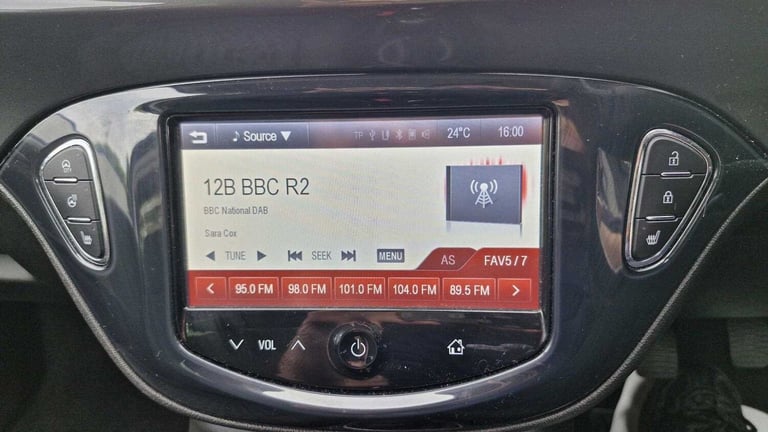 Source TP 24°C 16:00
12B BBC R2
BBC National DAB
Sara Cox
TUNE SEEK MENU AS FAV5/7
95.0 FM 98.0 FM 101.0 FM 104.0 FM 89.5 FM
VOL